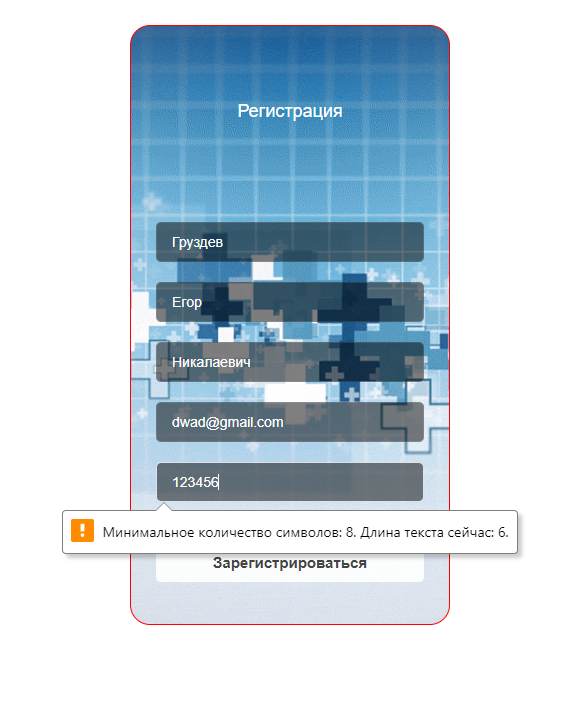 Регистрация
Груздев
Егор
Никалаевич
dwad@gmail.com
123456
Минимальное количество символов: 8. Длина текста сейчас: 6.
Зарегистрироваться